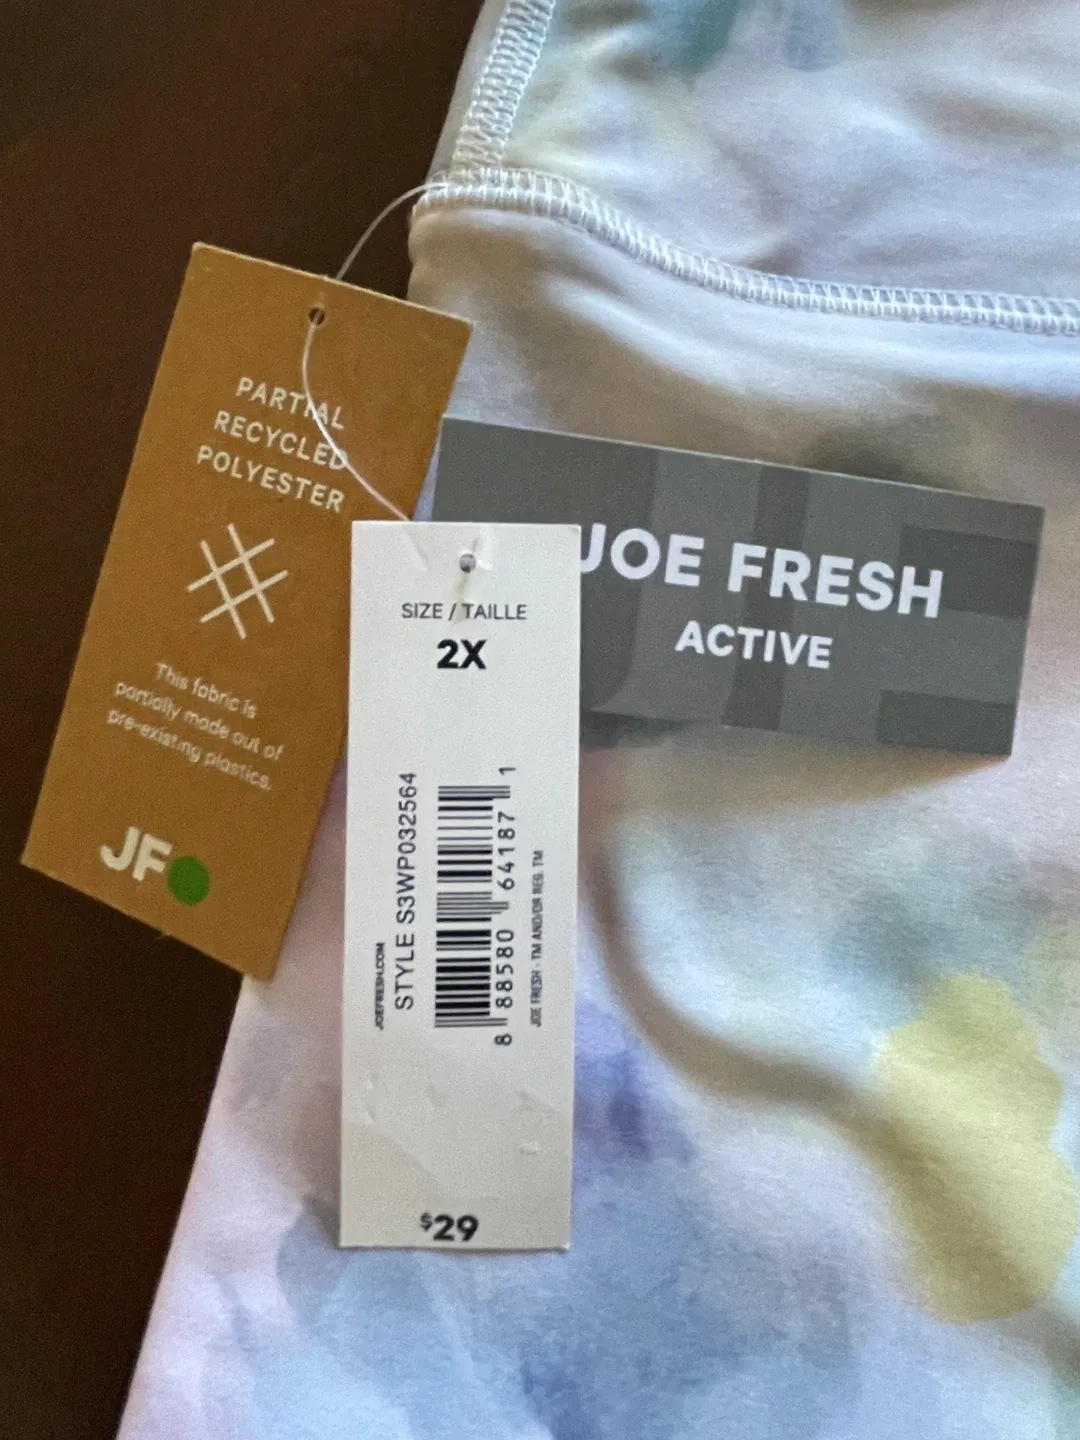 PARTIAL
RECYCLED
POLYESTER
This fabric is
partially made out of
pre-existing plastics.
JF
SIZE / TAILLE
2X
JOEFRESH.COM
STYLE S3WP032564
8 88580 64187 1
JOE FRESH - TM AND/OR REG. TM
$29
JOE FRESH
ACTIVE